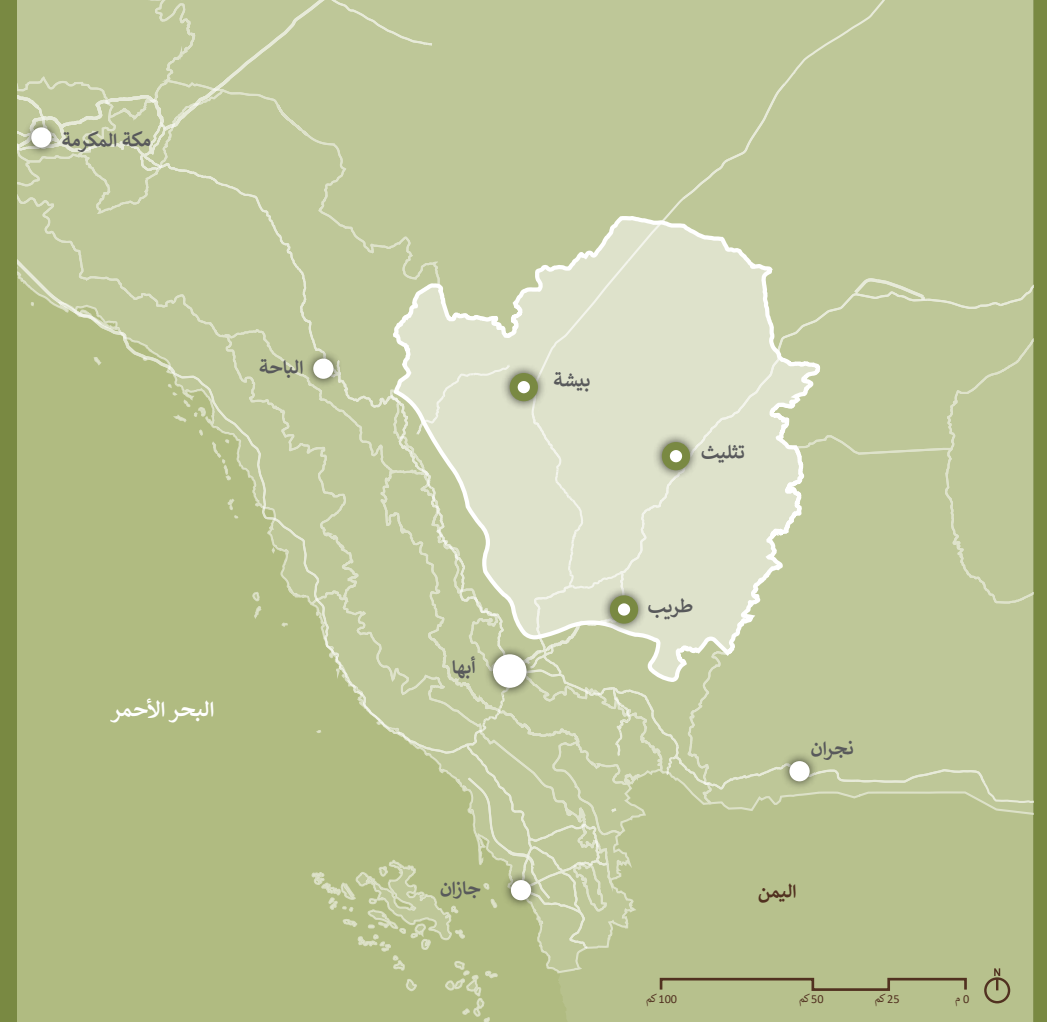 مكة المكرمة
الباحة
بيشة
تثليث
طريب
أبها
البحر الأحمر
نجران
جازان
اليمن
N
100 كم
50 كم
25 كم
0 م